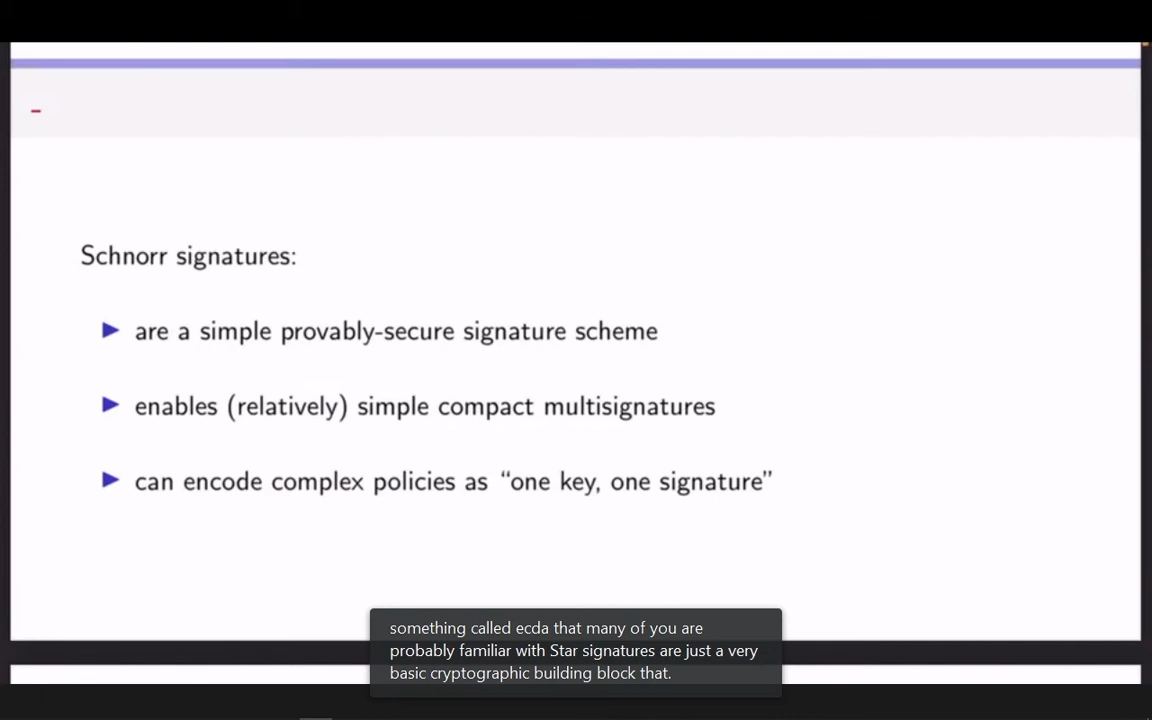 Schnorr signatures:
are a simple provably-secure signature scheme
enables (relatively) simple compact multisignatures
can encode complex policies as “one key, one signature”
something called ecda that many of you are
probably familiar with Star signatures are just a very
basic cryptographic building block that.